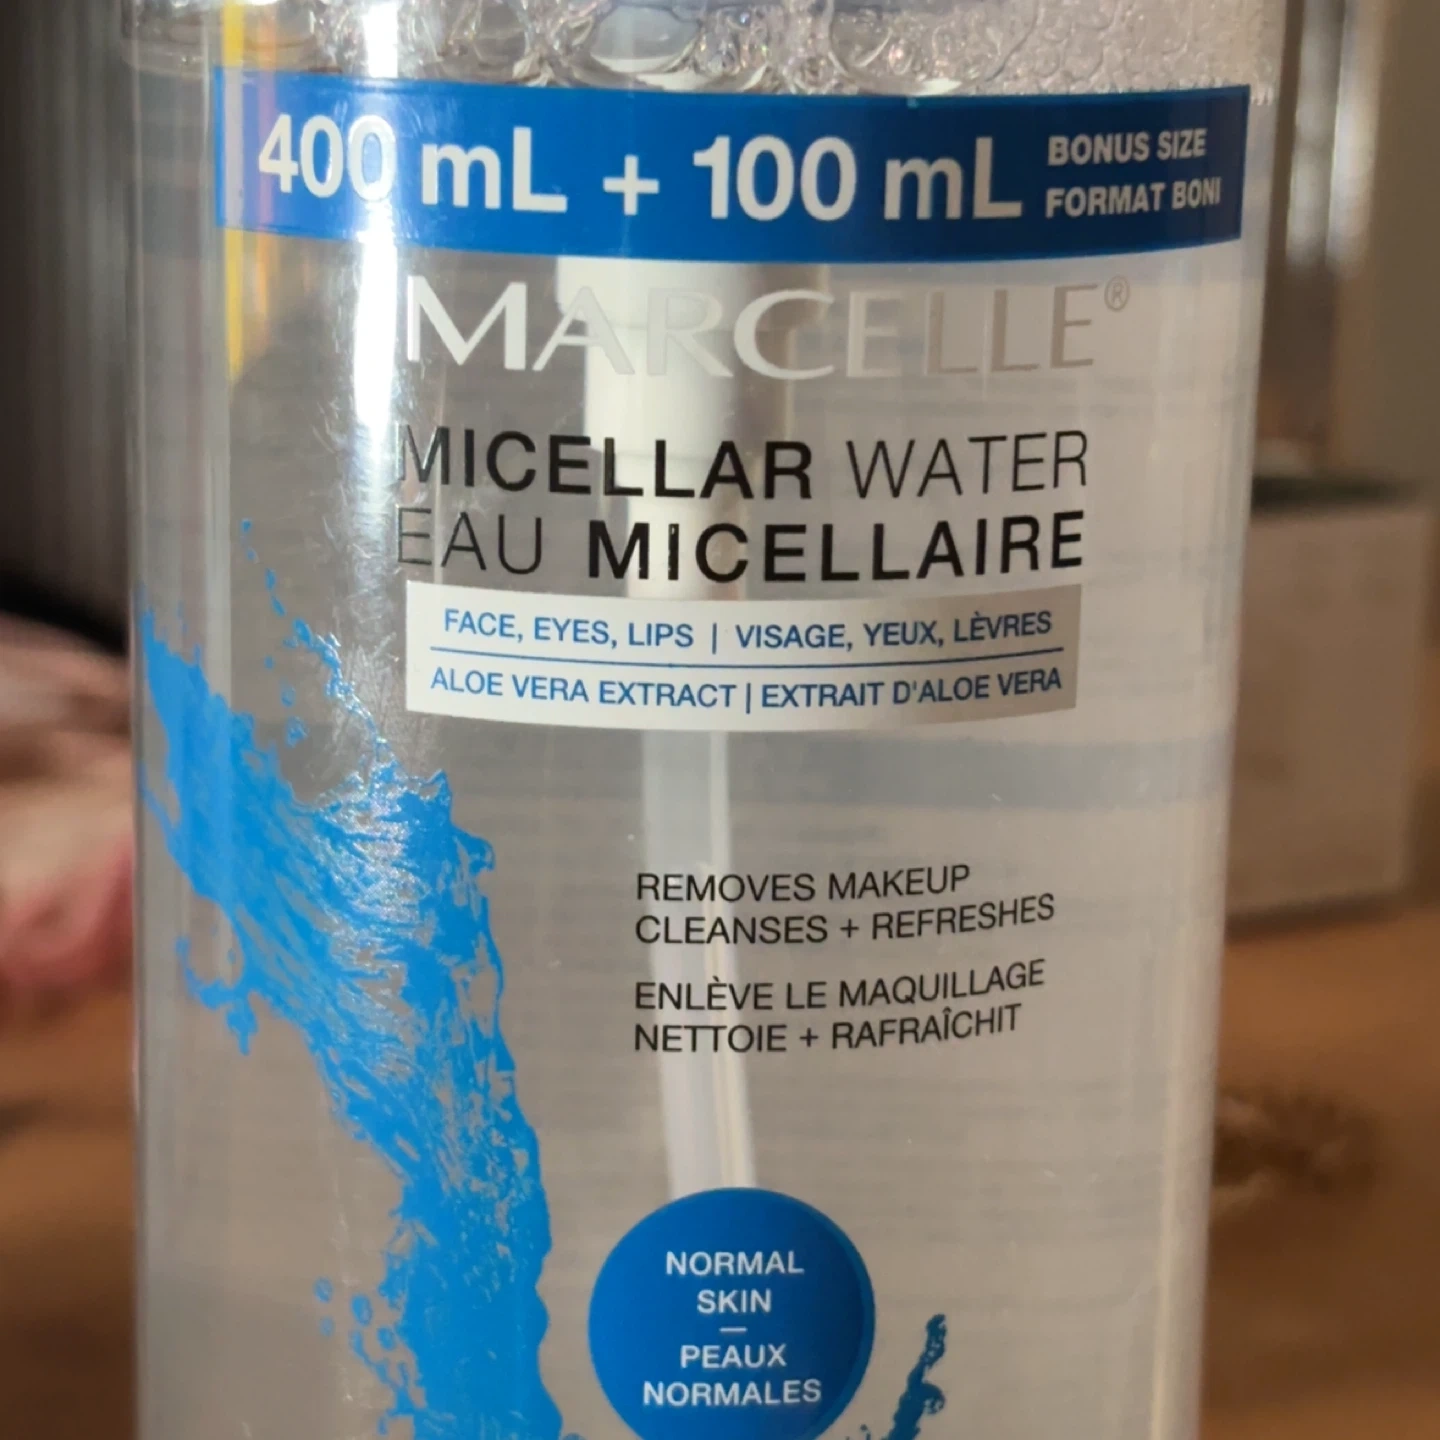 400 mL + 100 mL BONUS SIZE
FORMAT BONI
MARCELLE®
MICELLAR WATER
EAU MICELLAIRE
FACE, EYES, LIPS | VISAGE, YEUX, LÈVRES
ALOE VERA EXTRACT | EXTRAIT D'ALOE VERA
REMOVES MAKEUP
CLEANSES + REFRESHES
ENLÈVE LE MAQUILLAGE
NETTOIE + RAFRAÎCHIT
NORMAL
SKIN
—
PEAUX
NORMALES